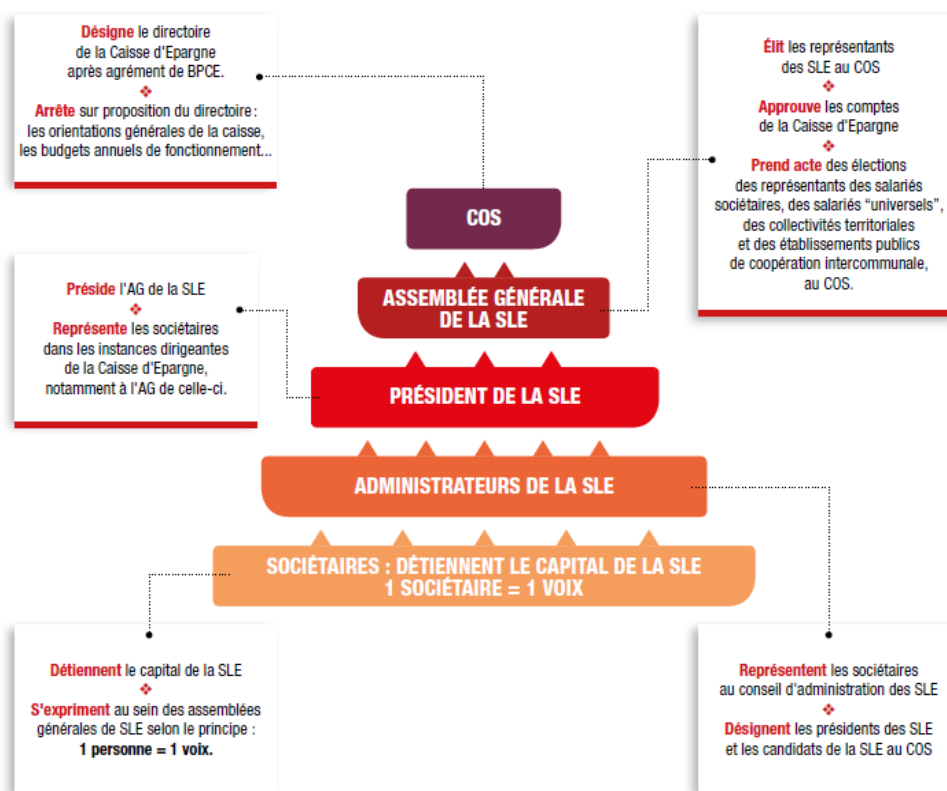 Désigne le directoire
de la Caisse d'Epargne
après agrément de BPCE.
Arrête sur proposition du directoire :
les orientations générales de la caisse,
les budgets annuels de fonctionnement...
Élit les représentants
des SLE au COS
Approuve les comptes
de la Caisse d'Epargne
Prend acte des élections
des représentants des salariés
sociétaires, des salariés “universels”,
des collectivités territoriales
et des établissements publics
de coopération intercommunale,
au COS.
COS
Préside l'AG de la SLE
Représente les sociétaires
dans les instances dirigeantes
de la Caisse d'Epargne,
notamment à l'AG de celle-ci.
ASSEMBLÉE GÉNÉRALE
DE LA SLE
PRÉSIDENT DE LA SLE
ADMINISTRATEURS DE LA SLE
SOCIÉTAIRES : DÉTIENNENT LE CAPITAL DE LA SLE
1 SOCIÉTAIRE = 1 VOIX
Détiennent le capital de la SLE
S'expriment au sein des assemblées
générales de SLE selon le principe :
1 personne = 1 voix.
Représentent les sociétaires
au conseil d'administration des SLE
Désignent les présidents des SLE
et les candidats de la SLE au COS